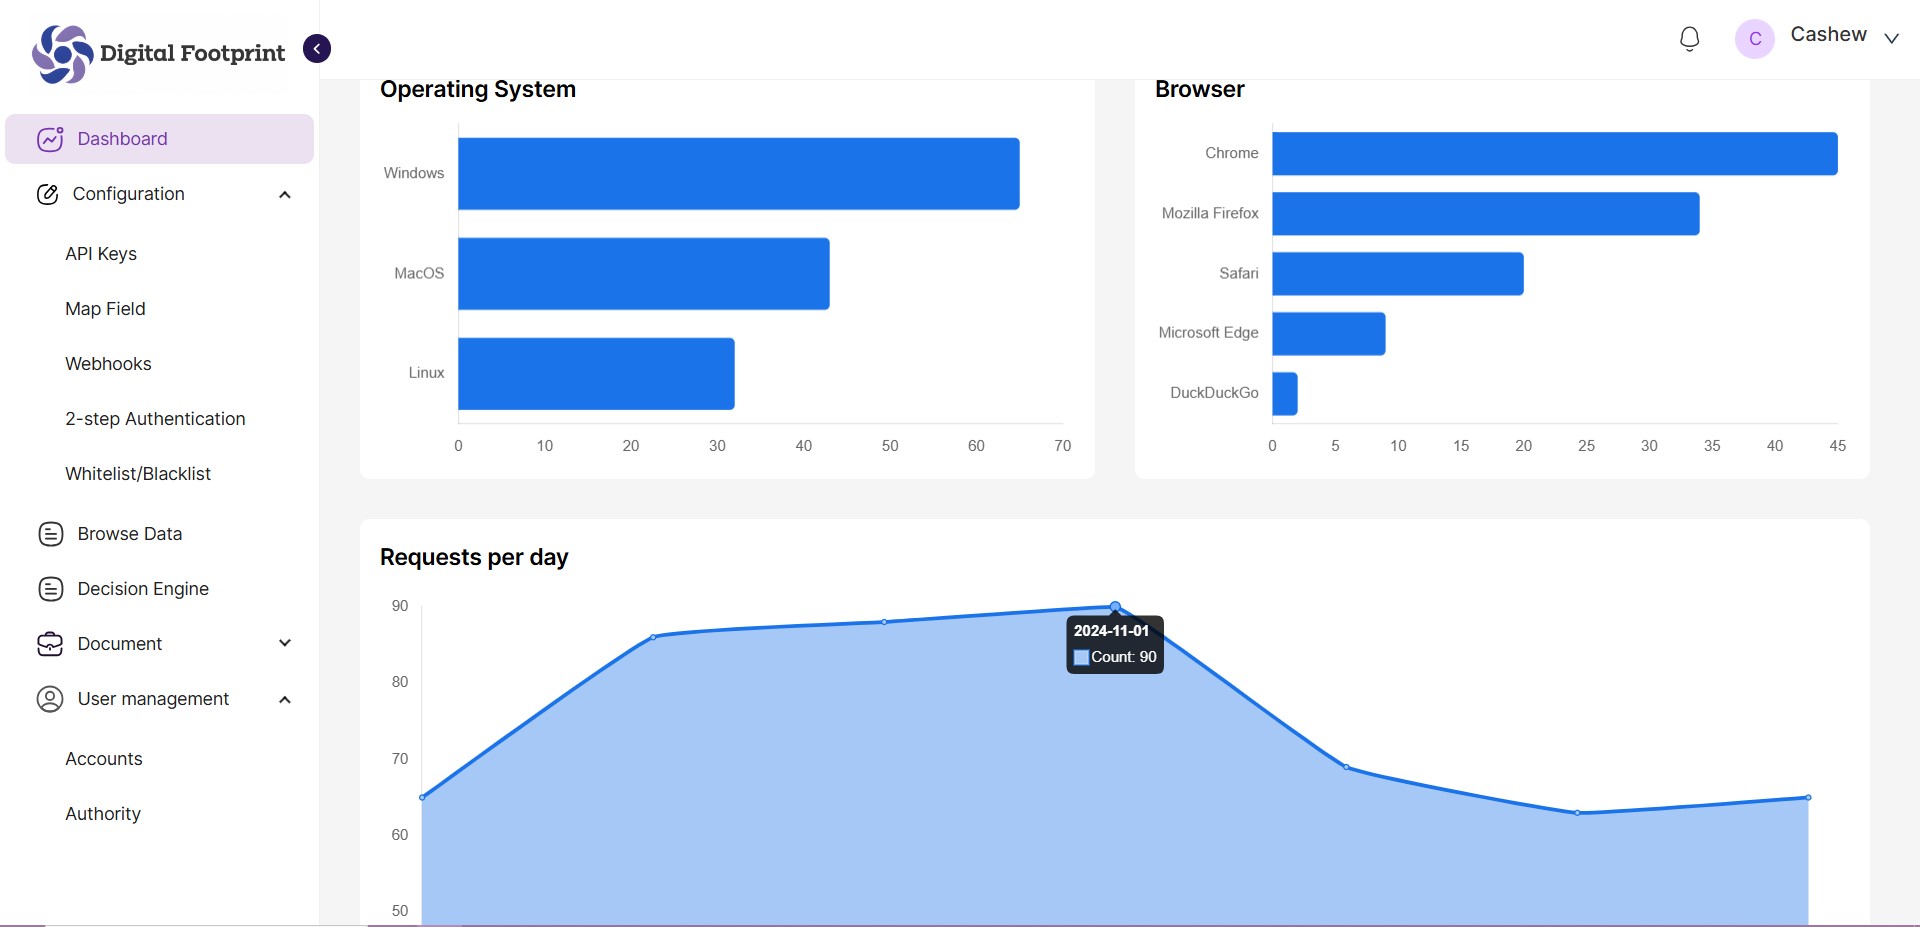 Digital Footprint
C
Cashew
Dashboard
Configuration
API Keys
Map Field
Webhooks
2-step Authentication
Whitelist/Blacklist
Browse Data
Decision Engine
Document
User management
Accounts
Authority
Operating System
Windows
MacOS
Linux
0 10 20 30 40 50 60 70
Browser
Chrome
Mozilla Firefox
Safari
Microsoft Edge
DuckDuckGo
0 5 10 15 20 25 30 35 40 45
Requests per day
90
80
70
60
50
2024-11-01
Count: 90